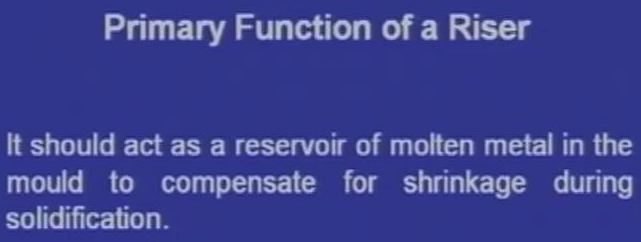 Primary Function of a Riser
It should act as a reservoir of molten metal in the
mould to compensate for shrinkage during
solidification.